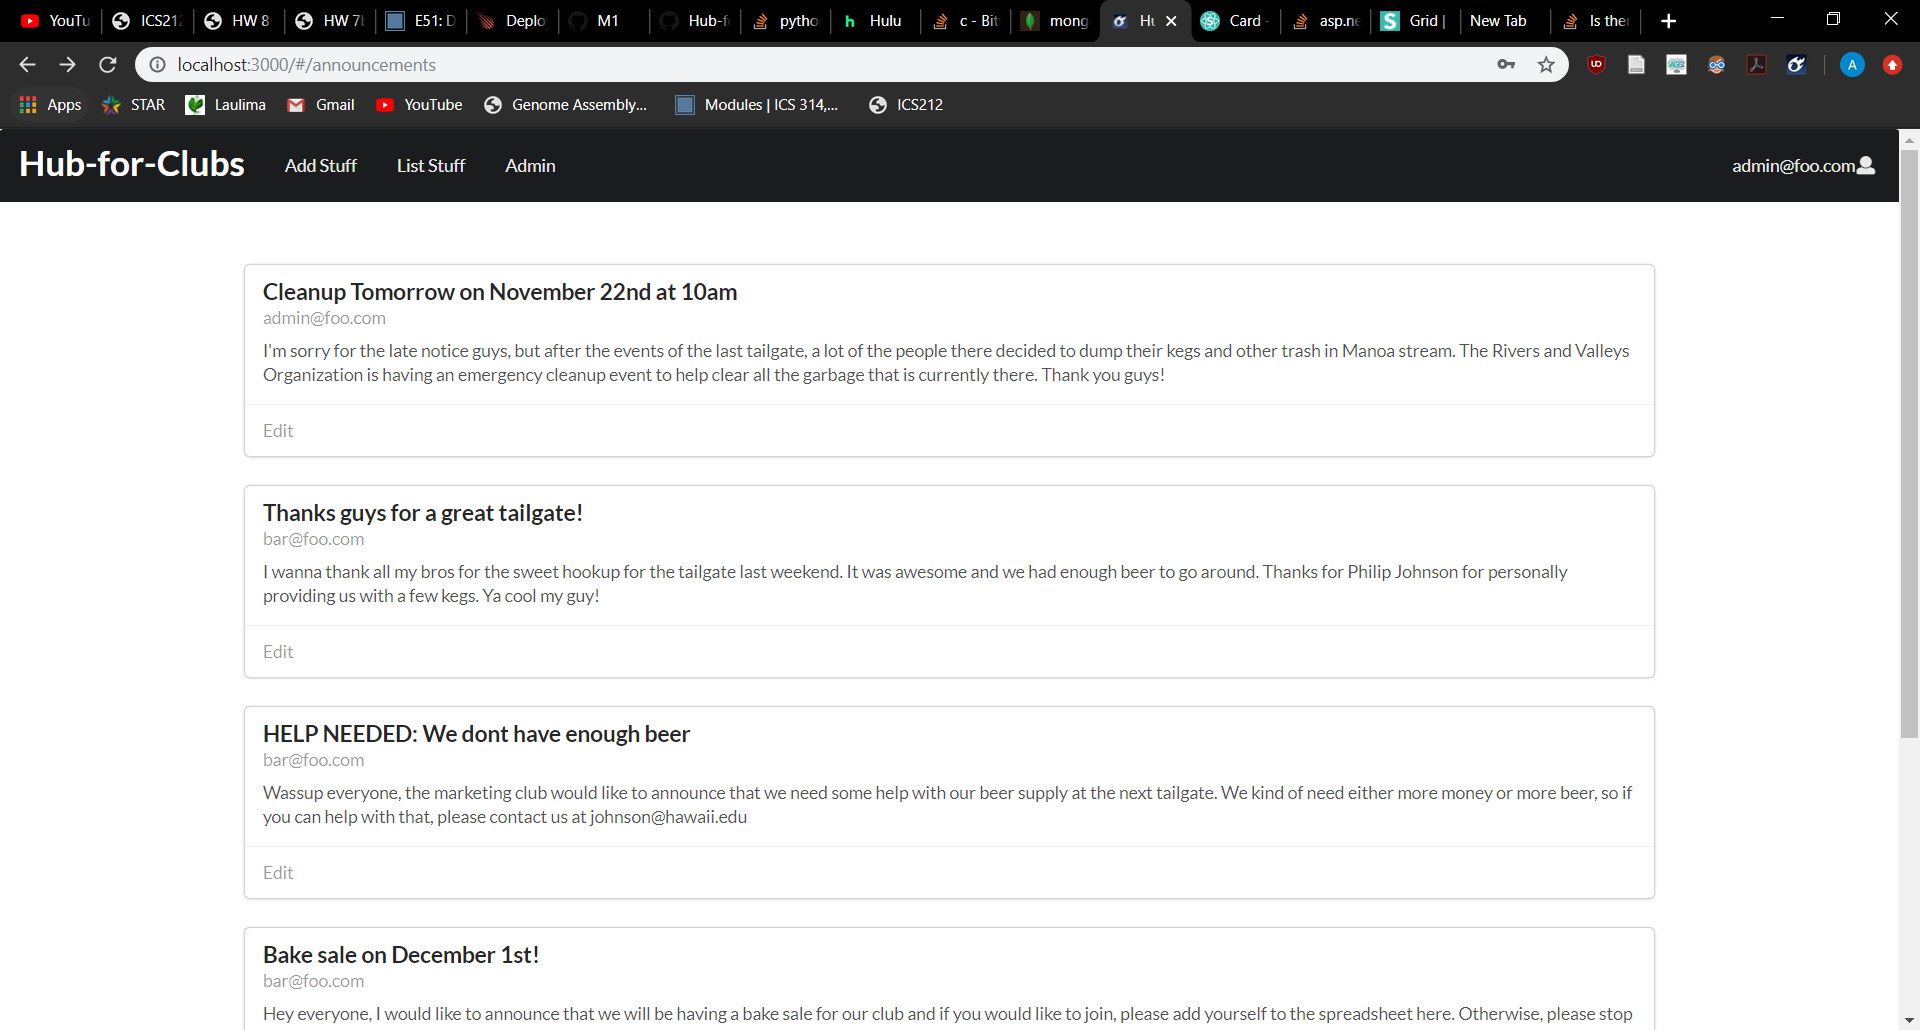 YouTu ICS212 HW 8 HW 7b E51: D Deplo M1 Hub-f pytho Hulu c - Bit mong Hu Card - asp.ne Grid | New Tab Is ther
localhost:3000/#/announcements
Apps STAR Laulima Gmail YouTube Genome Assembly... Modules | ICS 314,... ICS212
Hub-for-Clubs Add Stuff List Stuff Admin admin@foo.com
Cleanup Tomorrow on November 22nd at 10am
admin@foo.com
I'm sorry for the late notice guys, but after the events of the last tailgate, a lot of the people there decided to dump their kegs and other trash in Manoa stream. The Rivers and Valleys
Organization is having an emergency cleanup event to help clear all the garbage that is currently there. Thank you guys!
Edit
Thanks guys for a great tailgate!
bar@foo.com
I wanna thank all my bros for the sweet hookup for the tailgate last weekend. It was awesome and we had enough beer to go around. Thanks for Philip Johnson for personally
providing us with a few kegs. Ya cool my guy!
Edit
HELP NEEDED: We dont have enough beer
bar@foo.com
Wassup everyone, the marketing club would like to announce that we need some help with our beer supply at the next tailgate. We kind of need either more money or more beer, so if
you can help with that, please contact us at johnson@hawaii.edu
Edit
Bake sale on December 1st!
bar@foo.com
Hey everyone, I would like to announce that we will be having a bake sale for our club and if you would like to join, please add yourself to the spreadsheet here. Otherwise, please stop